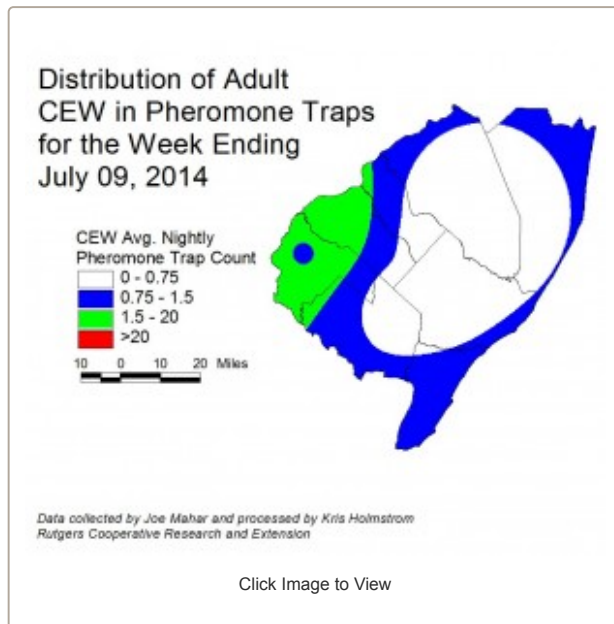 Distribution of Adult
CEW in Pheromone Traps
for the Week Ending
July 09, 2014
CEW Avg. Nightly
Pheromone Trap Count
0 - 0.75
0.75 - 1.5
1.5 - 20
>20
10 0 10 20 Miles
Data collected by Joe Mahar and processed by Kris Holmstrom
Rutgers Cooperative Research and Extension
Click Image to View